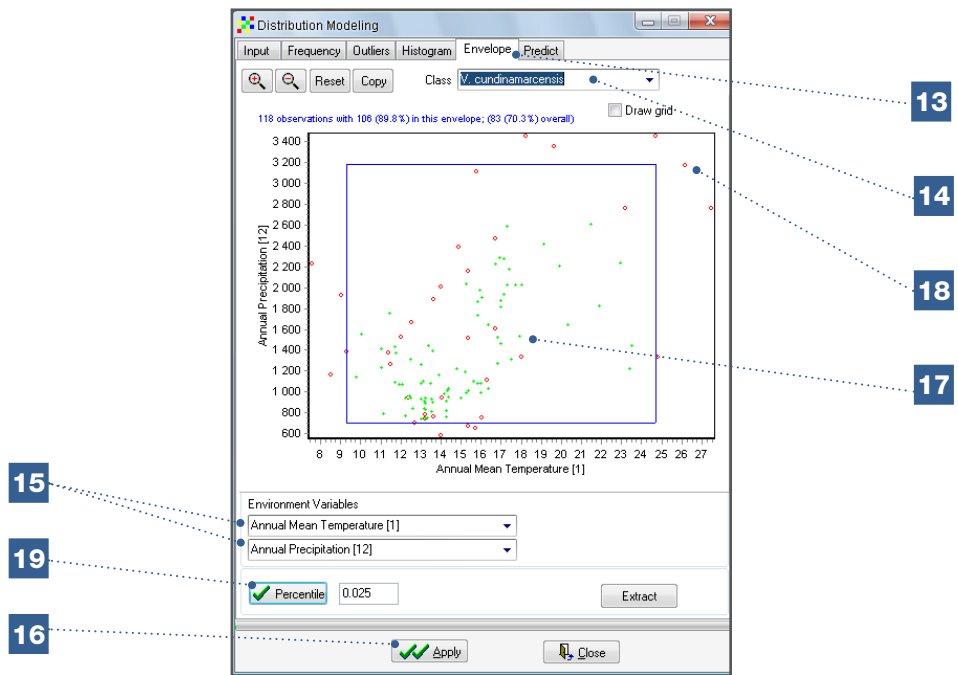 Distribution Modeling
Input Frequency Outliers Histogram Envelope Predict
Reset Copy Class V. cundinamarcensis
Draw grid
118 observations with 106 (89.8%) in this envelope; (83 (70.3%) overall)
3 400
3 200
3 000
2 800
2 600
2 400
2 200
2 000
1 800
1 600
1 400
1 200
1 000
800
600
Annual Precipitation [12]
8 9 10 11 12 13 14 15 16 17 18 19 20 21 22 23 24 25 26 27
Annual Mean Temperature [1]
Environment Variables
Annual Mean Temperature [1]
Annual Precipitation [12]
Percentile 0.025 Extract
Apply Close
13
14
18
17
15
19
16